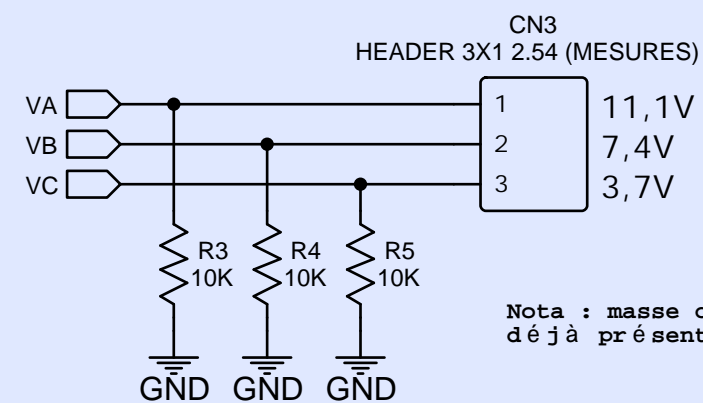 CN3
HEADER 3X1 2.54 (MESURES)
VA 1 11,1V
VB 2 7,4V
VC 3 3,7V
R3 R4 R5
10K 10K 10K
Nota : masse
déjà présent
GND GND GND